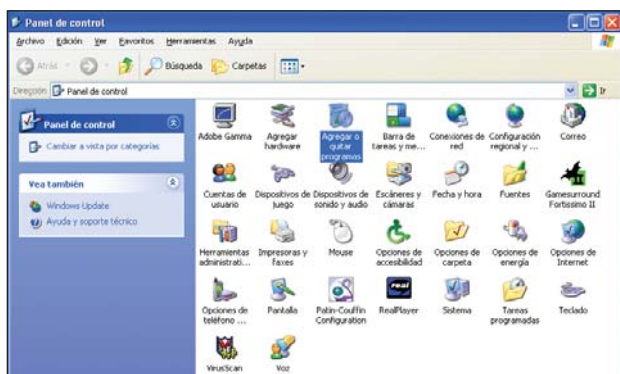 Panel de control
Archivo Edición Ver Favoritos Herramientas Ayuda
Atrás Búsqueda Carpetas
Dirección Panel de control Ir
Panel de control
Cambiar a vista por categorías
Vea también
Windows Update
Ayuda y soporte técnico
Adobe Gamma
Agregar hardware
Agregar o quitar programas
Barra de tareas y me...
Conexiones de red
Configuración regional y ...
Correo
Cuentas de usuario
Dispositivos de juego
Dispositivos de sonido y audio
Escáneres y cámaras
Fecha y hora
Fuentes
Gamesurround Fortissimo II
Herramientas administrati...
Impresoras y faxes
Mouse
Opciones de accesibilidad
Opciones de carpeta
Opciones de energía
Opciones de Internet
Opciones de teléfono ...
Pantalla
Patin-Couffin Configuration
real
RealPlayer
Sistema
Tareas programadas
Teclado
VirusScan
Voz